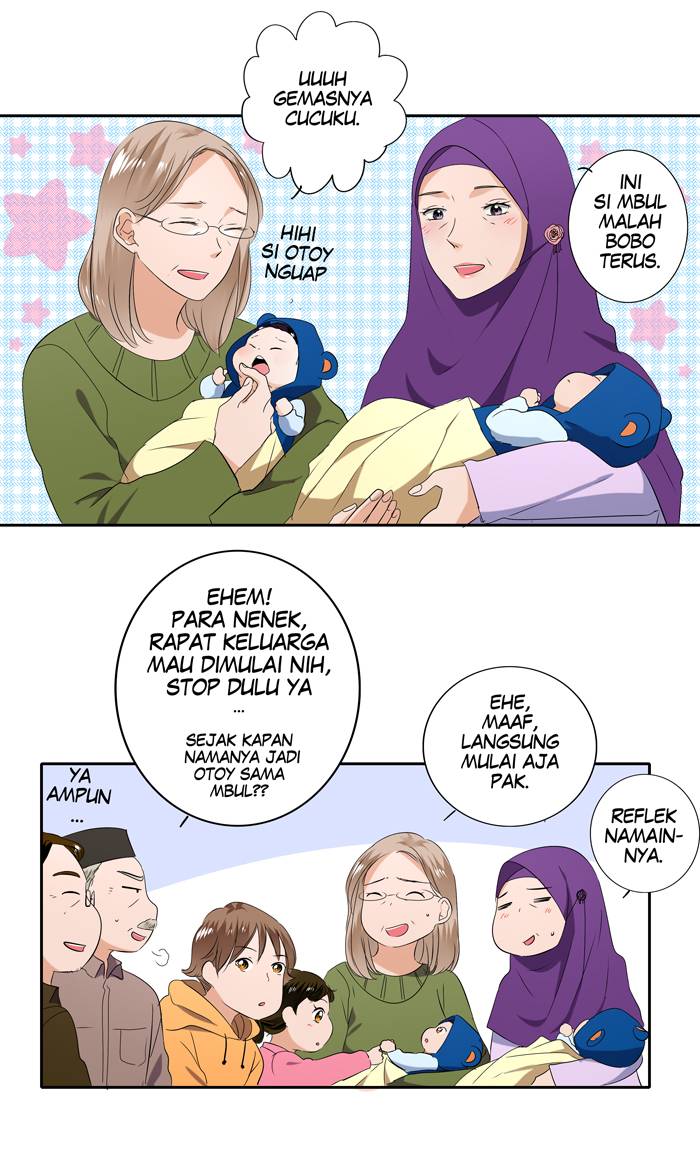 UUUH
GEMASNYA
CUCUKU.
HIHI
SI OTOY
NGUAP
INI
SI MBUL
MALAH
BOBO
TERUS.
EHEM!
PARA NENEK,
RAPAT KELUARGA
MAU DIMULAI NIH,
STOP DULU YA
...
SEJAK KAPAN
NAMANYA JADI
OTOY SAMA
MBUL??
YA
AMPUN
...
EHE,
MAAF,
LANGSUNG
MULAI AJA
PAK.
REFLEK
NAMAIN-
NYA.